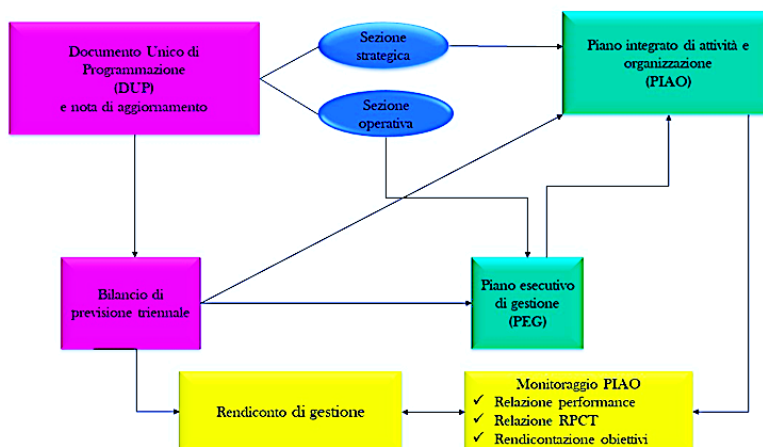 Documento Unico di
Programmazione
(DUP)
e nota di aggiornamento
Sezione
strategica
Sezione
operativa
Piano integrato di attività e
organizzazione
(PIAO)
Bilancio di
previsione triennale
Piano esecutivo
di gestione
(PEG)
Rendiconto di gestione
Monitoraggio PIAO
✓ Relazione performance
✓ Relazione RPCT
✓ Rendicontazione obiettivi